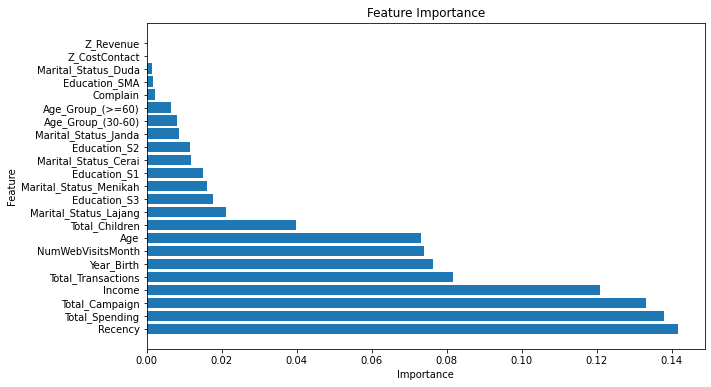 Feature Importance
Z_Revenue
Z_CostContact
Marital_Status_Duda
Education_SMA
Complain
Age_Group_(>=60)
Age_Group_(30-60)
Marital_Status_Janda
Education_S2
Marital_Status_Cerai
Education_S1
Marital_Status_Menikah
Education_S3
Marital_Status_Lajang
Total_Children
Age
NumWebVisitsMonth
Year_Birth
Total_Transactions
Income
Total_Campaign
Total_Spending
Recency
Feature
0.00 0.02 0.04 0.06 0.08 0.10 0.12 0.14
Importance